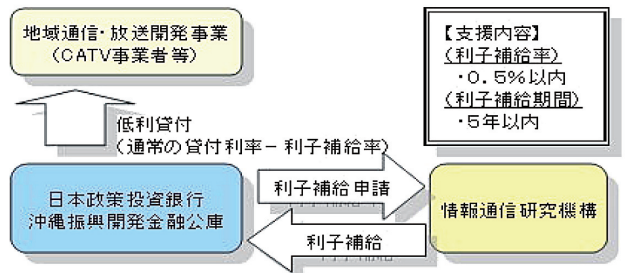 地域通信・放送開発事業
（CATV事業者等）
【支援内容】
（利子補給率）
・0.5％以内
（利子補給期間）
・5年以内
低利貸付
（通常の貸付利率－利子補給率）
日本政策投資銀行
沖縄振興開発金融公庫
利子補給申請
情報通信研究機構
利子補給